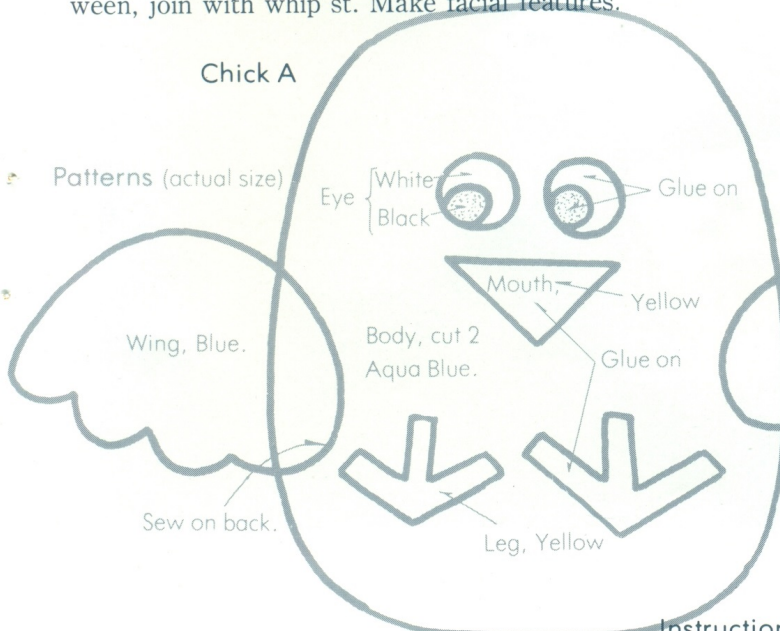 ween, join with whip st. Make facial features.
Chick A
Patterns (actual size)
Eye
White
Black
Glue on
Mouth,
Yellow
Wing, Blue.
Body, cut 2
Aqua Blue.
Glue on
Sew on back.
Leg, Yellow